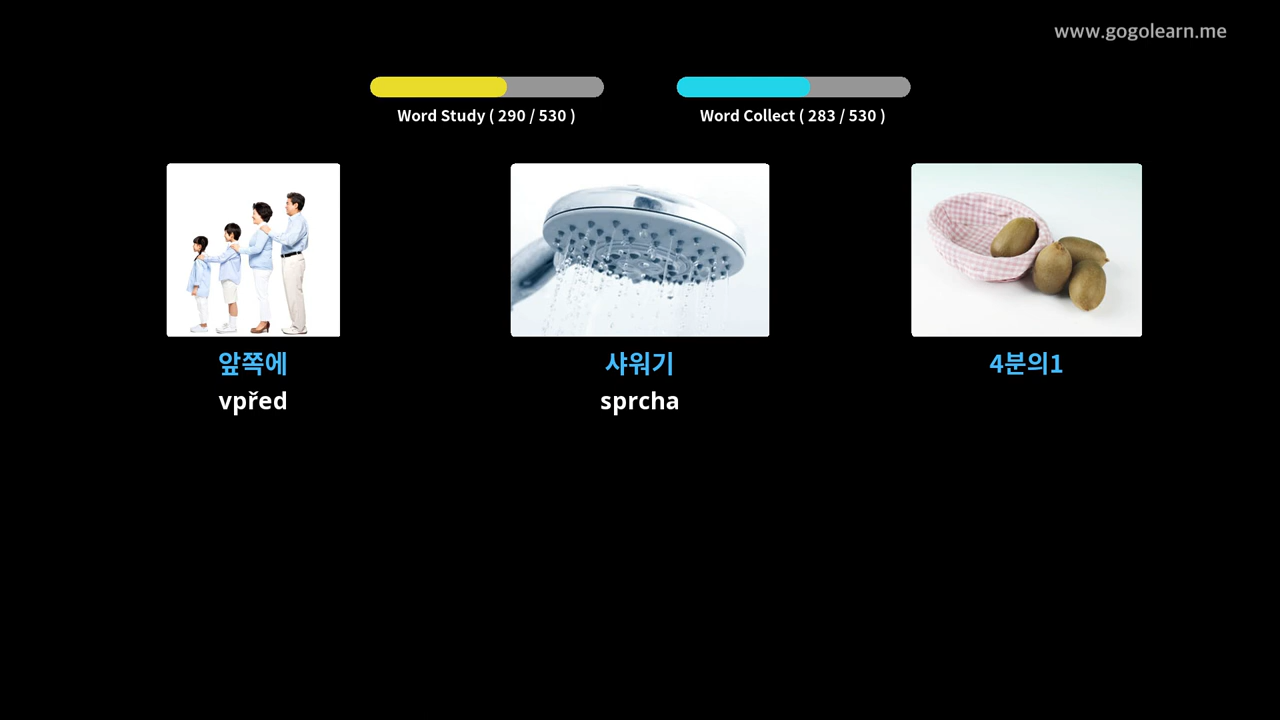 www.gogolearn.me
Word Study ( 290 / 530 )
Word Collect ( 283 / 530 )
앞쪽에
vpřed
샤워기
sprcha
4분의1